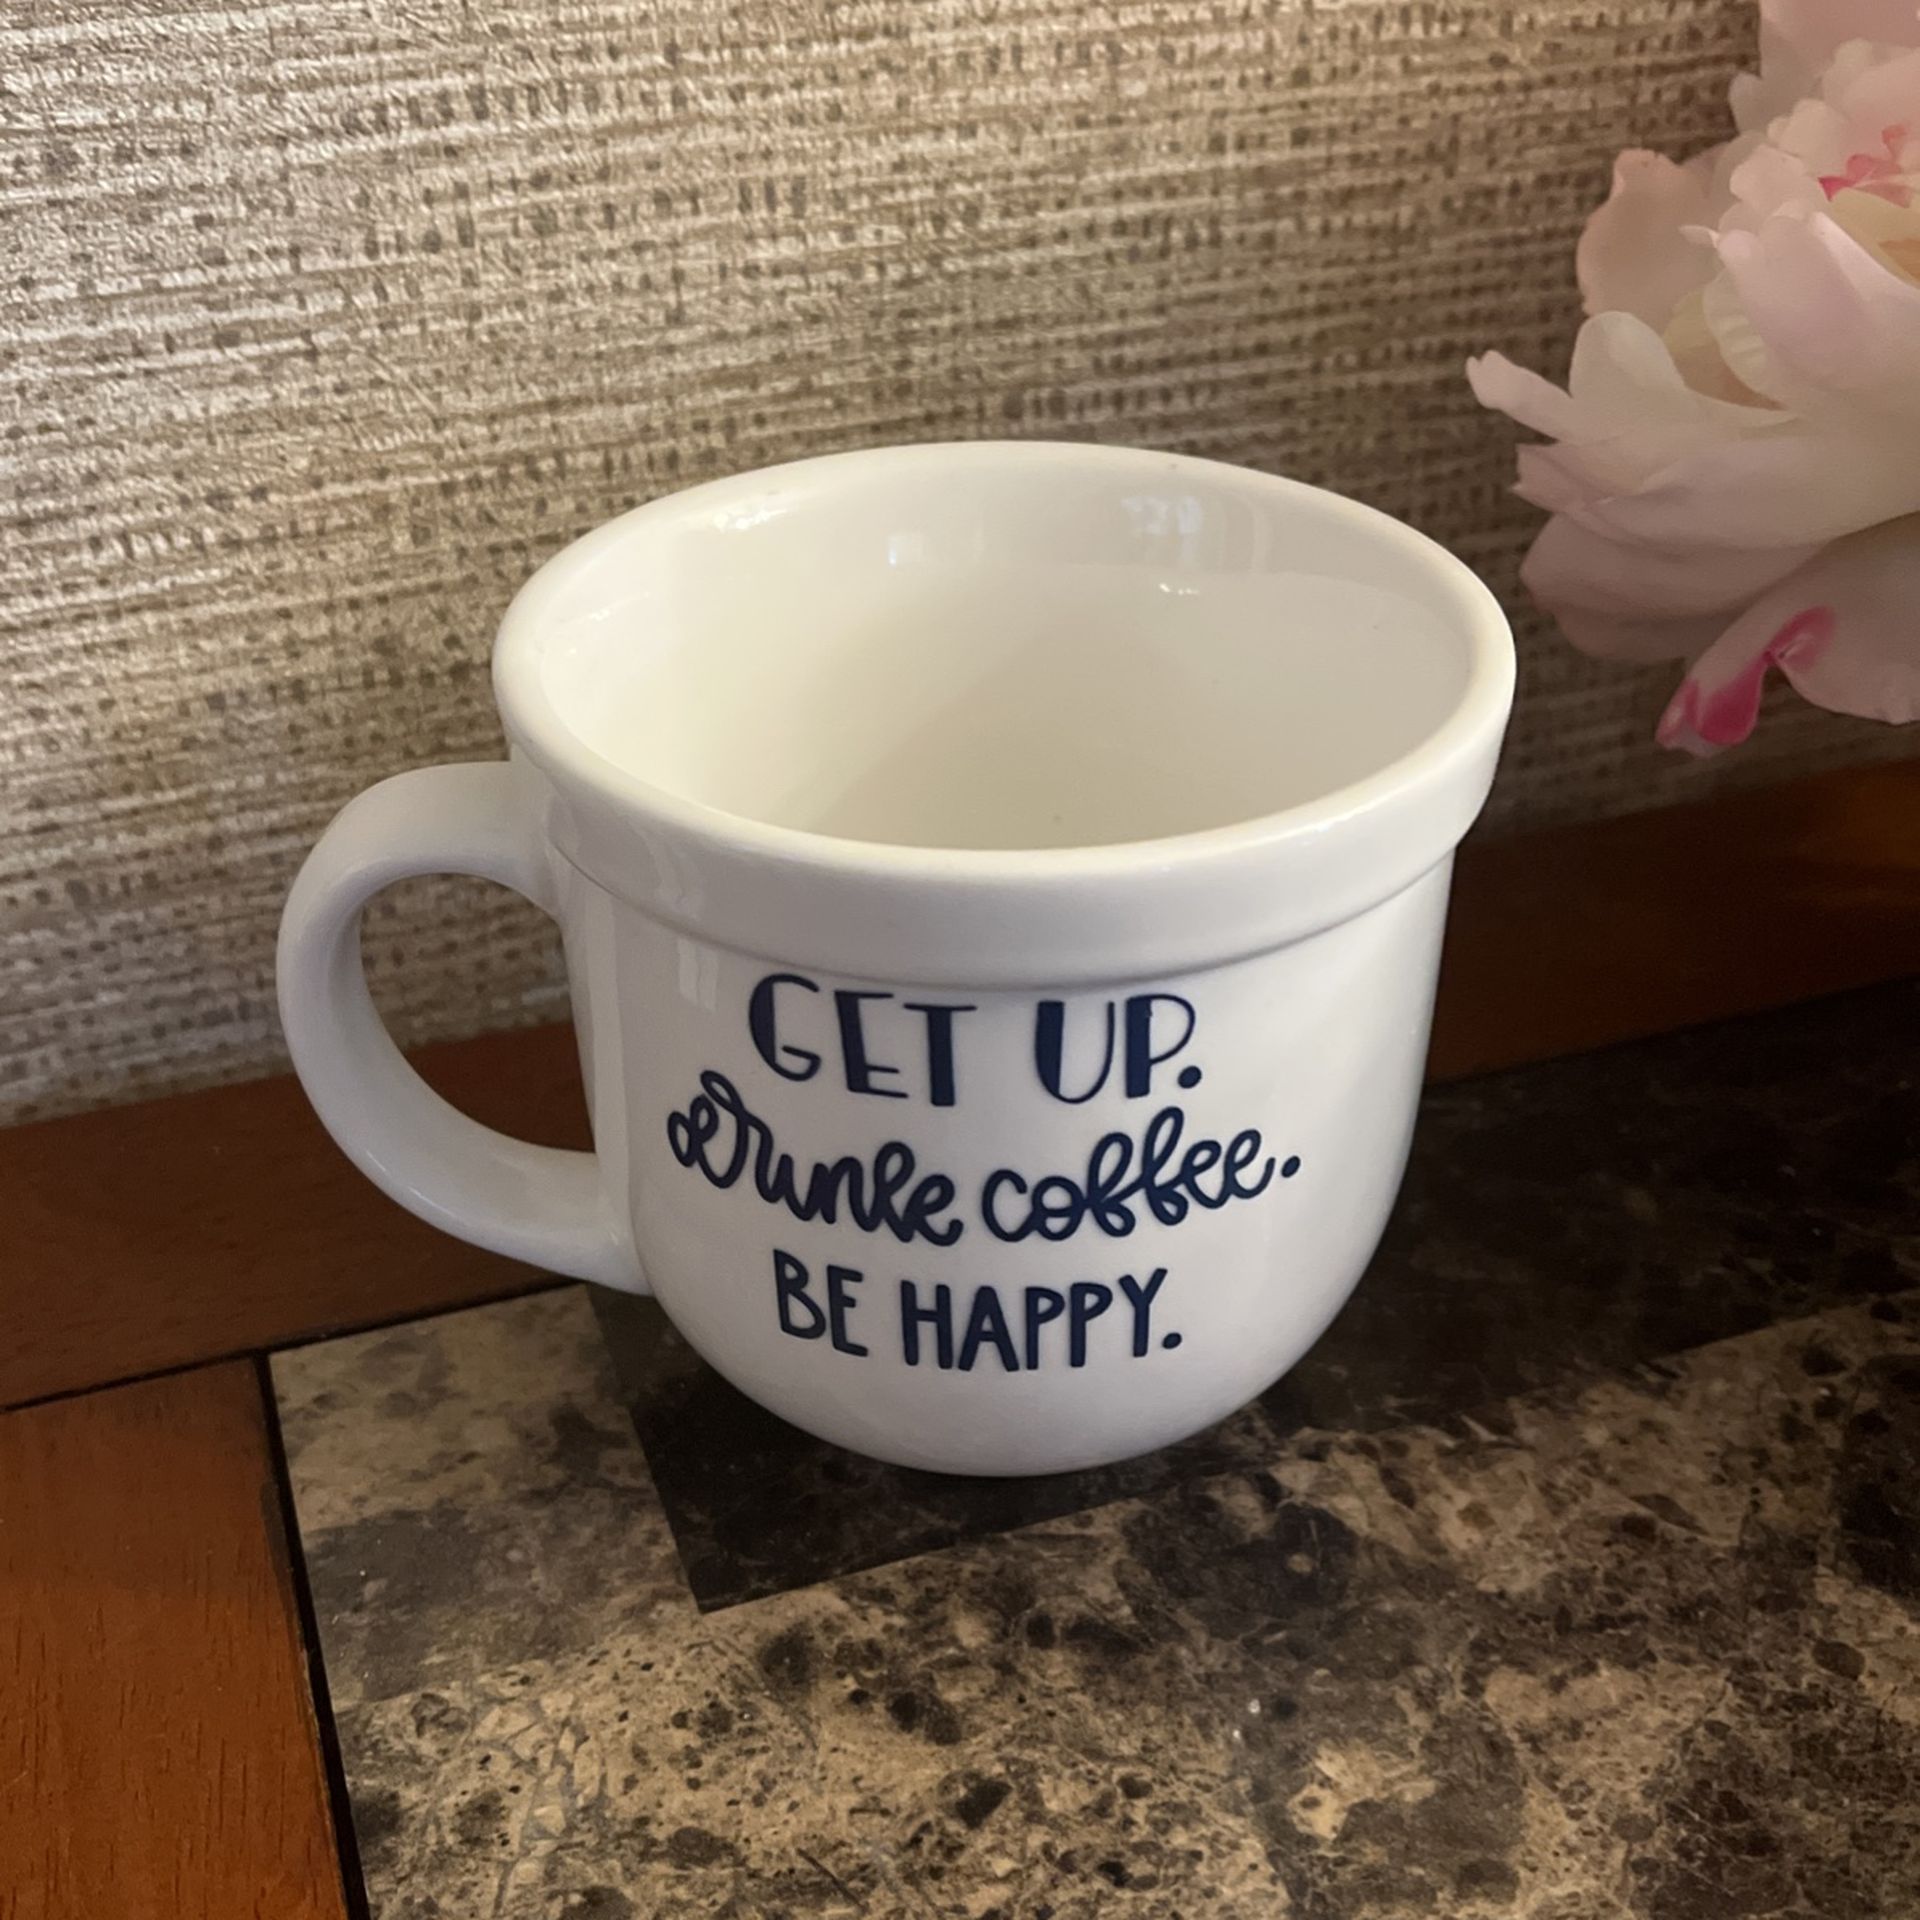 GET UP.
drink coffee.
BE HAPPY.